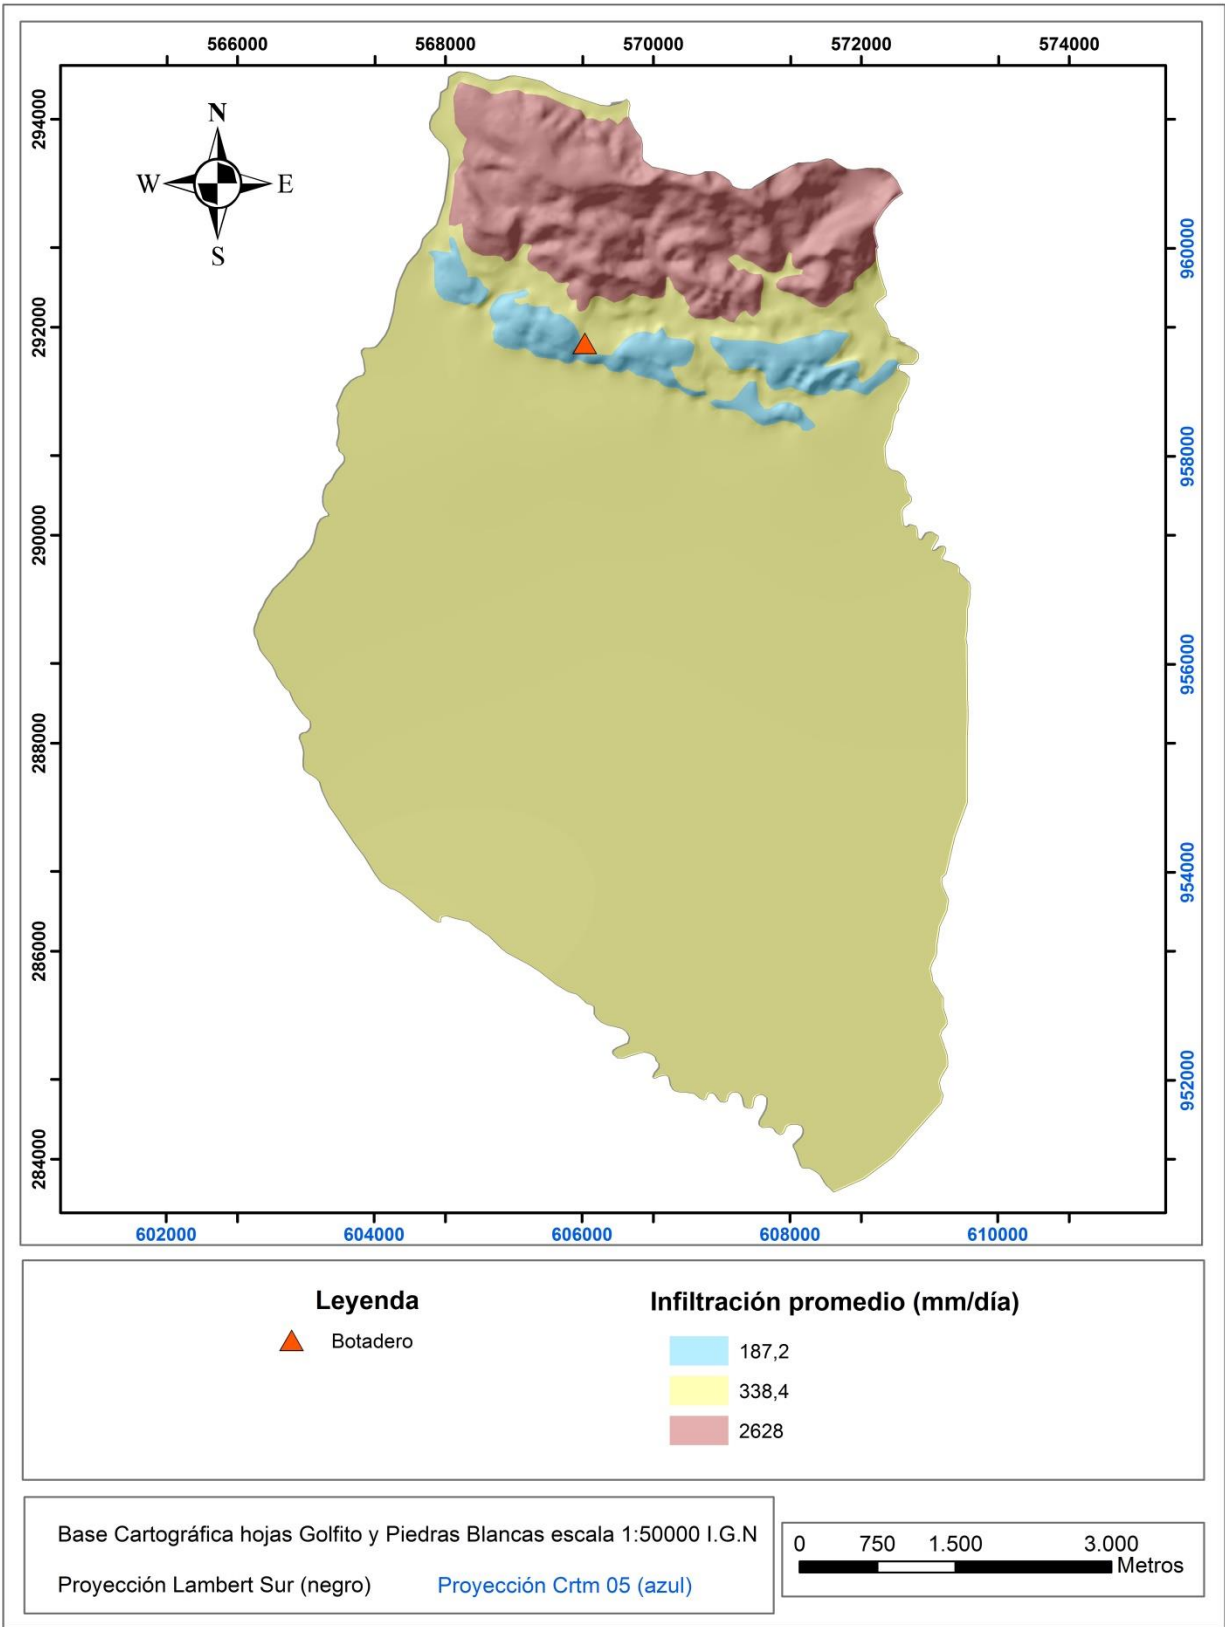 566000 568000 570000 572000 574000
N
W E
S
294000
292000
290000
288000
286000
284000
960000
958000
956000
954000
952000
602000 604000 606000 608000 610000
Leyenda
Botadero
Infiltración promedio (mm/día)
187,2
338,4
2628
Base Cartográfica hojas Golfito y Piedras Blancas escala 1:50000 I.G.N
Proyección Lambert Sur (negro) Proyección Crtm 05 (azul)
0 750 1.500 3.000
Metros